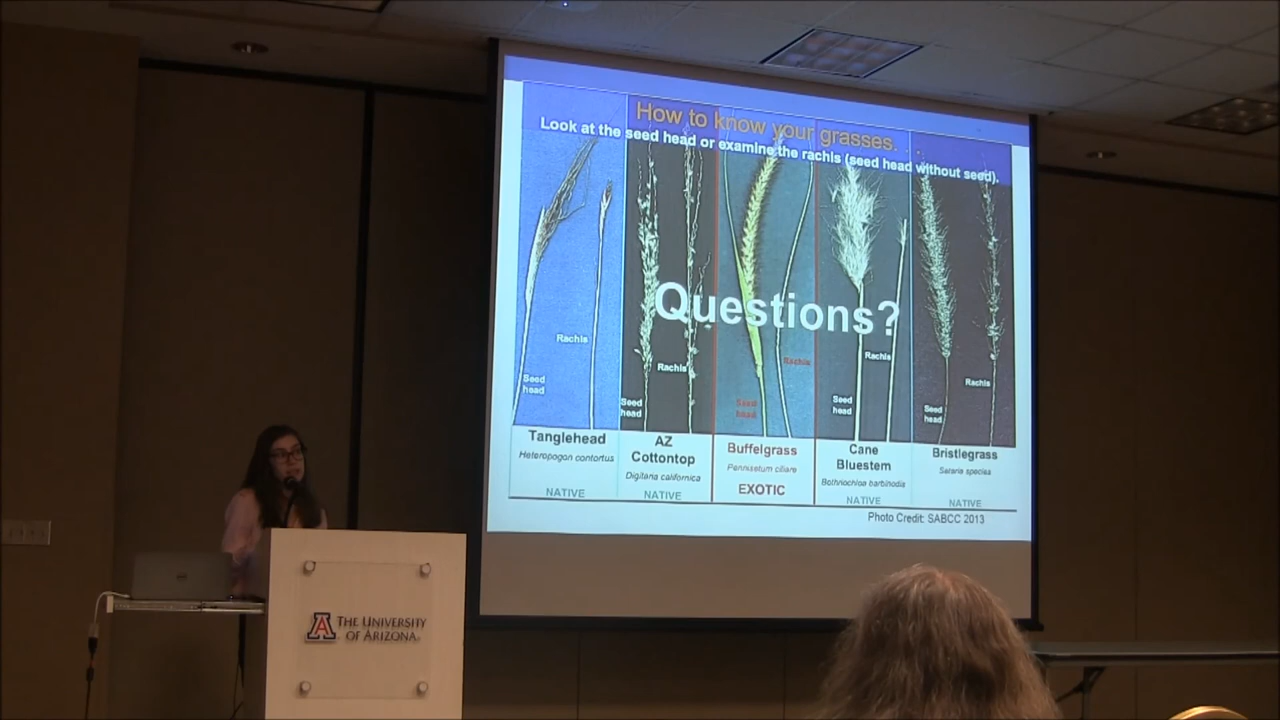 How to know your grasses. . .
Look at the seed head or examine the rachis (seed head without seed).
Questions?
Rachis
Seed
head
Rachis
Seed
head
Rachis
Seed
head
Rachis
Seed
head
Rachis
Seed
head
Tanglehead
Heteropogon contortus
NATIVE
AZ
Cottontop
Digitaria californica
NATIVE
Buffelgrass
Pennisetum ciliare
EXOTIC
Cane
Bluestem
Bothriochloa barbinodis
NATIVE
Bristlegrass
Setaria species
NATIVE
Photo Credit: SABCC 2013
THE UNIVERSITY
OF ARIZONA